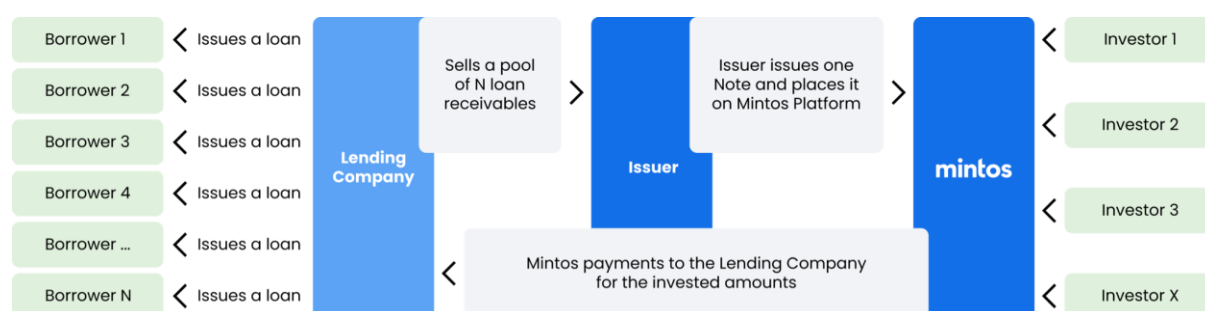 Borrower 1
Issues a loan
Borrower 2
Issues a loan
Borrower 3
Issues a loan
Borrower 4
Issues a loan
Borrower ...
Issues a loan
Borrower N
Issues a loan
Lending
Company
Sells a pool
of N loan
receivables
Issuer
Issuer issues one
Note and places it
on Mintos Platform
mintos
Mintos payments to the Lending Company
for the invested amounts
Investor 1
Investor 2
Investor 3
Investor X